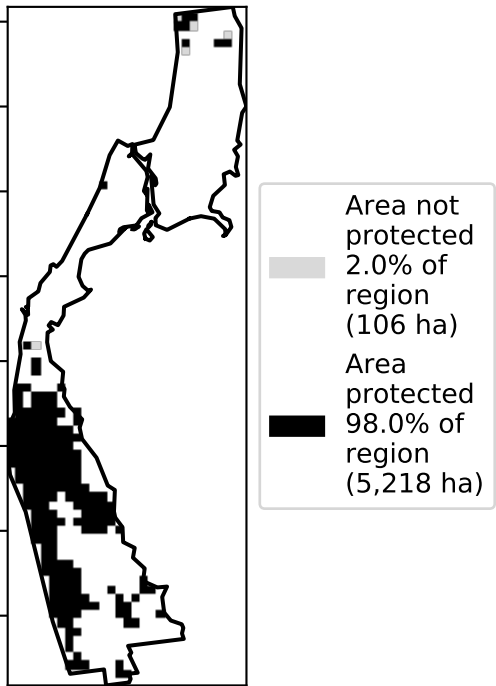 Area not
protected
2.0% of
region
(106 ha)
Area
protected
98.0% of
region
(5,218 ha)